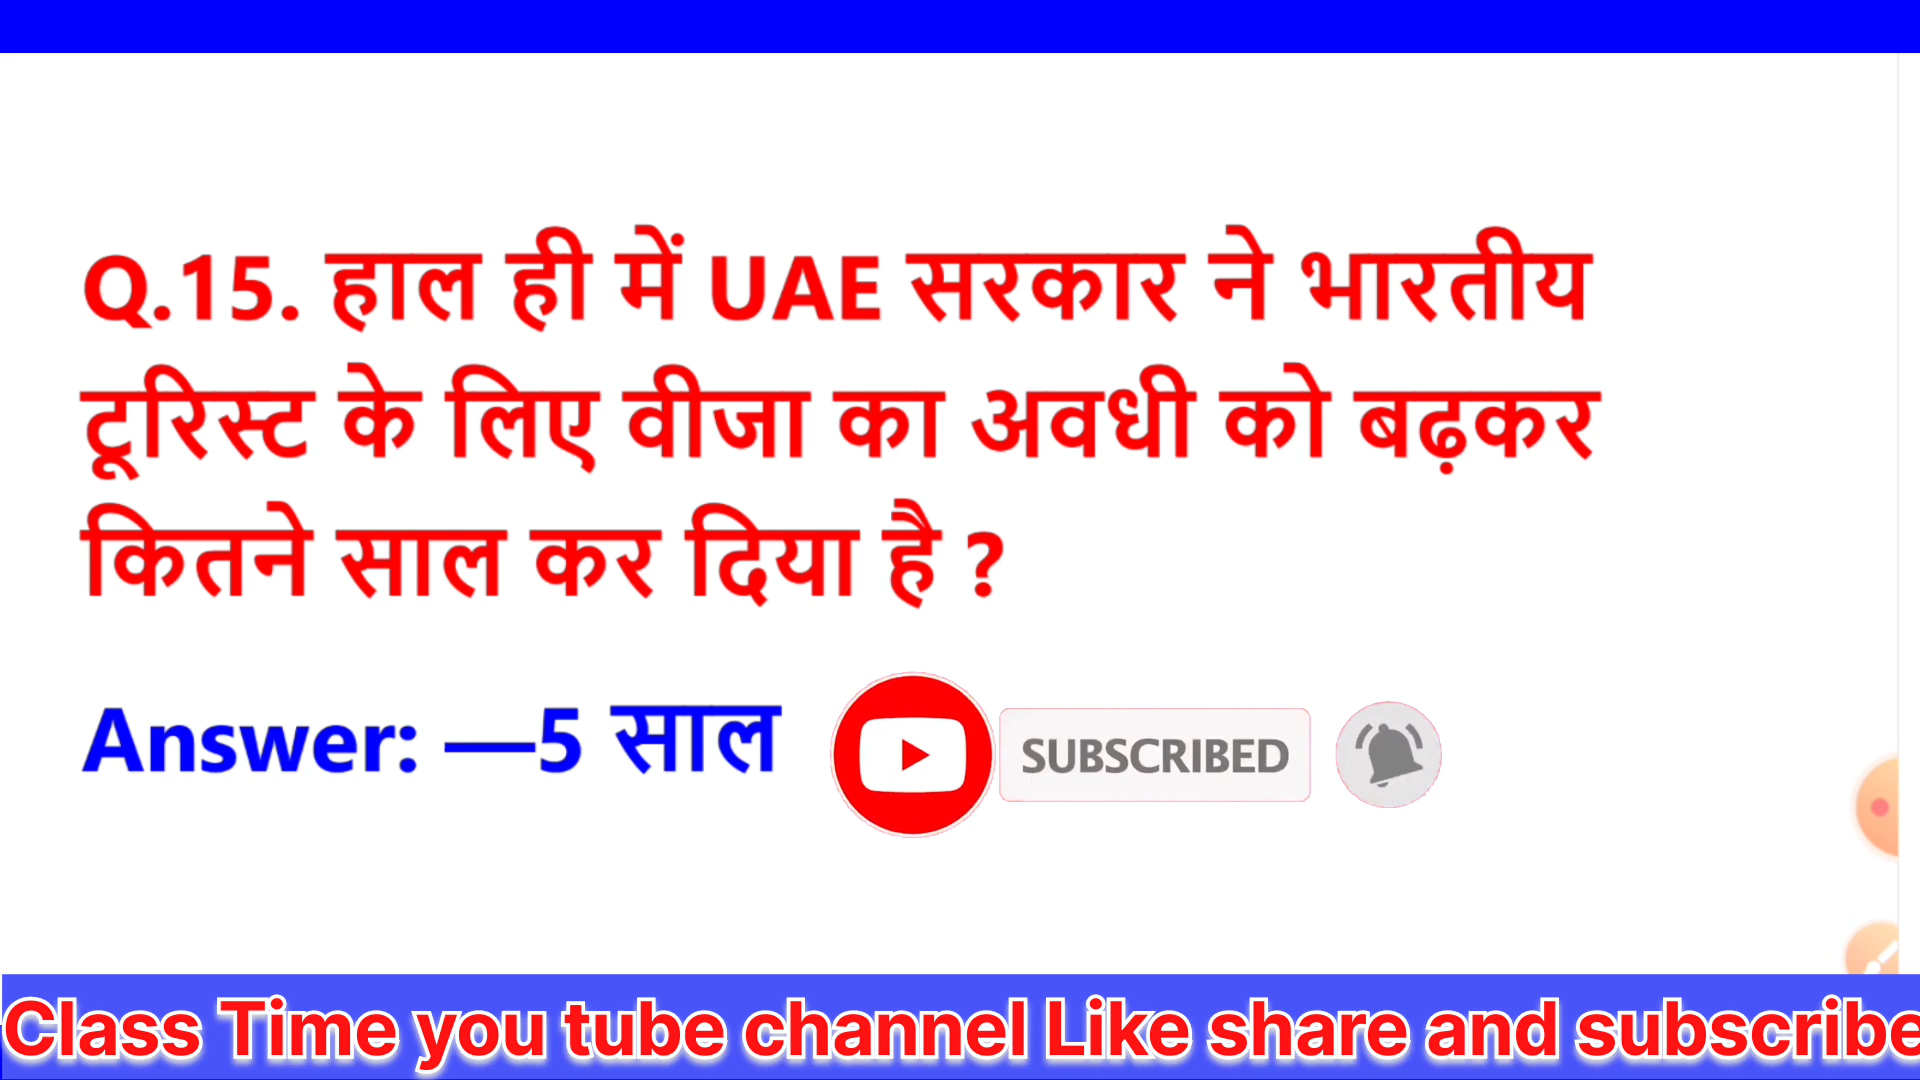 Q.15. हाल ही में UAE सरकार ने भारतीय
टूरिस्ट के लिए वीजा का अवधी को बढ़कर
कितने साल कर दिया है ?
Answer: —5 साल
SUBSCRIBED
Class Time you tube channel Like share and subscribe